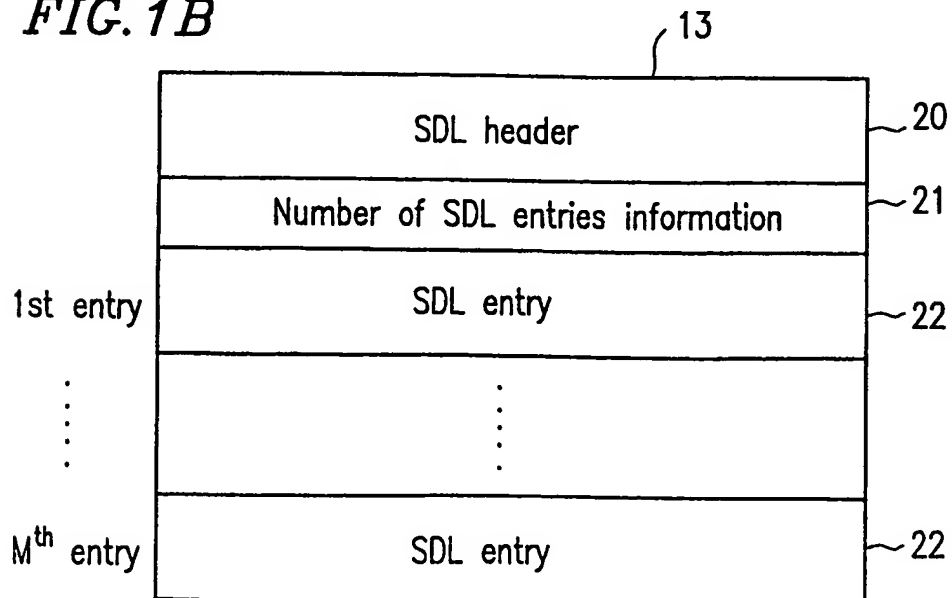 FIG. 1B
13
SDL header
20
Number of SDL entries information
21
1st entry
SDL entry
22
Mth entry
SDL entry
22